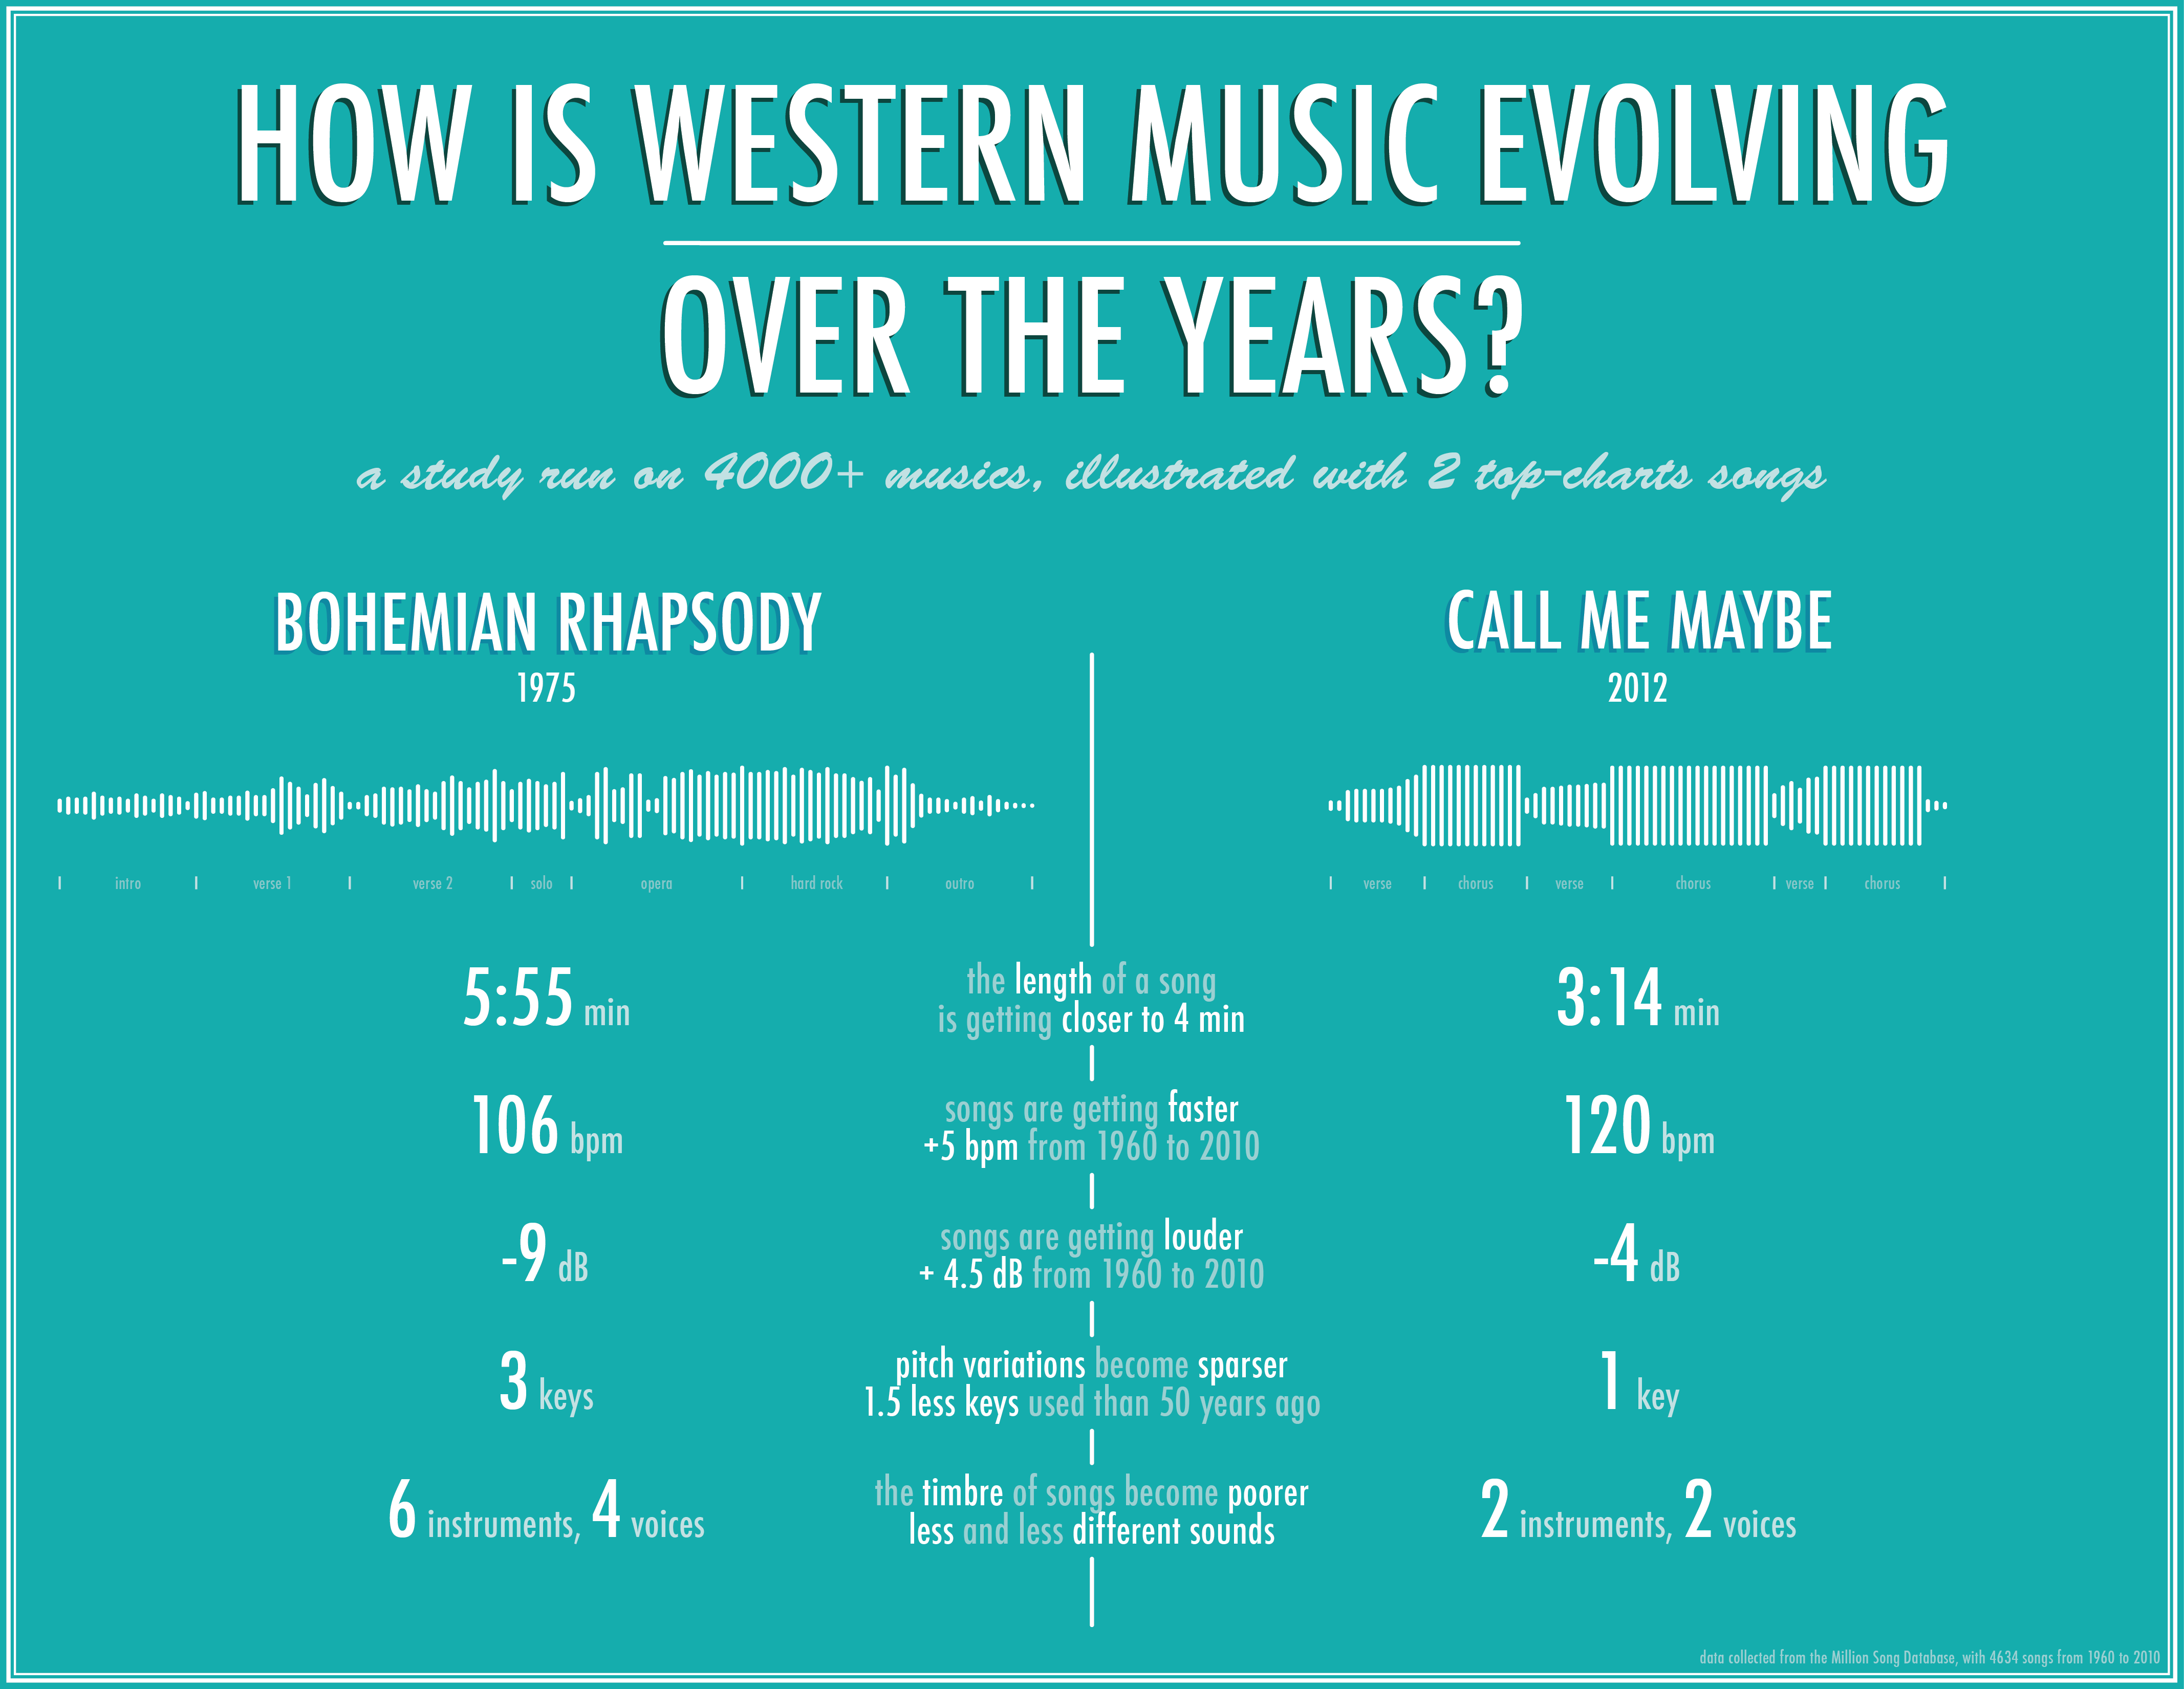 HOW IS WESTERN MUSIC EVOLVING
OVER THE YEARS?
a study run on 4000+ musics, illustrated with 2 top-charts songs
BOHEMIAN RHAPSODY
1975
CALL ME MAYBE
2012
intro verse 1 verse 2 solo opera hard rock outro
verse chorus verse chorus verse chorus
5:55 min
the length of a song
is getting closer to 4 min
3:14 min
106 bpm
songs are getting faster
+5 bpm from 1960 to 2010
120 bpm
-9 dB
songs are getting louder
+ 4.5 dB from 1960 to 2010
-4 dB
3 keys
pitch variations become sparser
1.5 less keys used than 50 years ago
1 key
6 instruments, 4 voices
the timbre of songs become poorer
less and less different sounds
2 instruments, 2 voices
data collected from the Million Song Database, with 4634 songs from 1960 to 2010